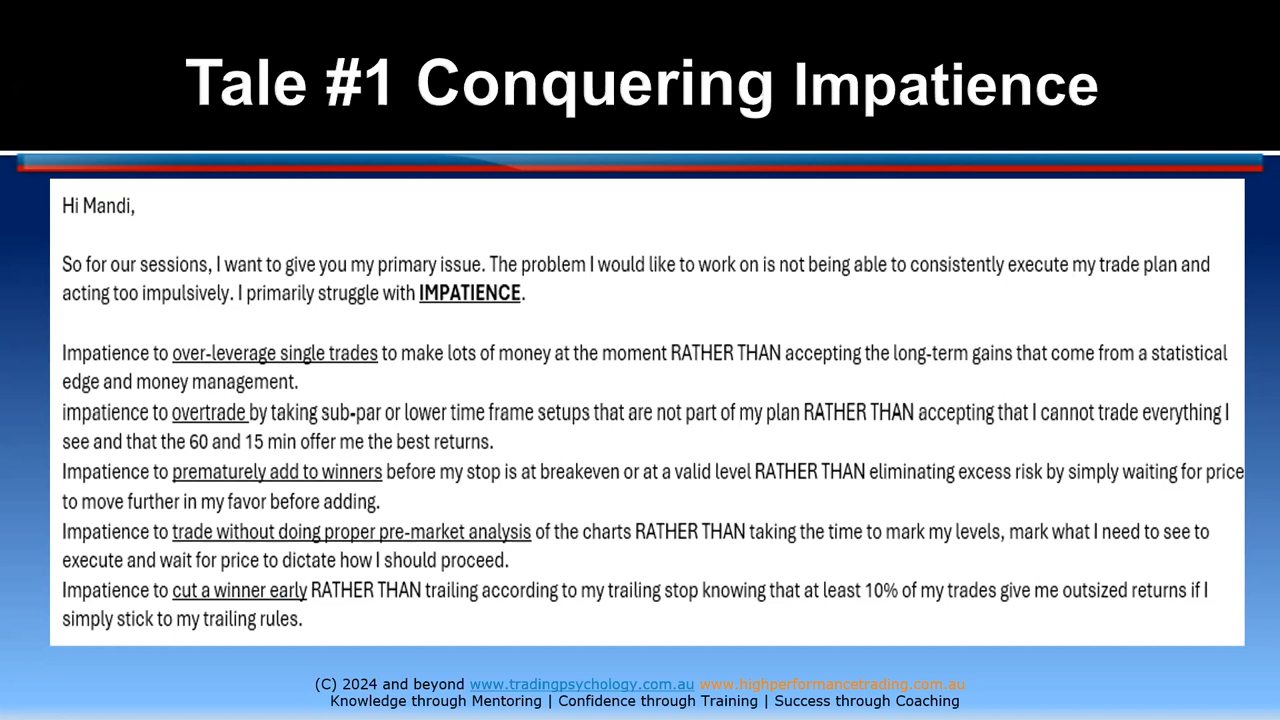 Tale #1 Conquering Impatience
Hi Mandi,
So for our sessions, I want to give you my primary issue. The problem I would like to work on is not being able to consistently execute my trade plan and
acting too impulsively. I primarily struggle with IMPATIENCE.
Impatience to over-leverage single trades to make lots of money at the moment RATHER THAN accepting the long-term gains that come from a statistical
edge and money management.
impatience to overtrade by taking sub-par or lower time frame setups that are not part of my plan RATHER THAN accepting that I cannot trade everything I
see and that the 60 and 15 min offer me the best returns.
Impatience to prematurely add to winners before my stop is at breakeven or at a valid level RATHER THAN eliminating excess risk by simply waiting for price
to move further in my favor before adding.
Impatience to trade without doing proper pre-market analysis of the charts RATHER THAN taking the time to mark my levels, mark what I need to see to
execute and wait for price to dictate how I should proceed.
Impatience to cut a winner early RATHER THAN trailing according to my trailing stop knowing that at least 10% of my trades give me outsized returns if I
simply stick to my trailing rules.
(C) 2024 and beyond www.tradingpsychology.com.au www.highperformancetrading.com.au
Knowledge through Mentoring | Confidence through Training | Success through Coaching